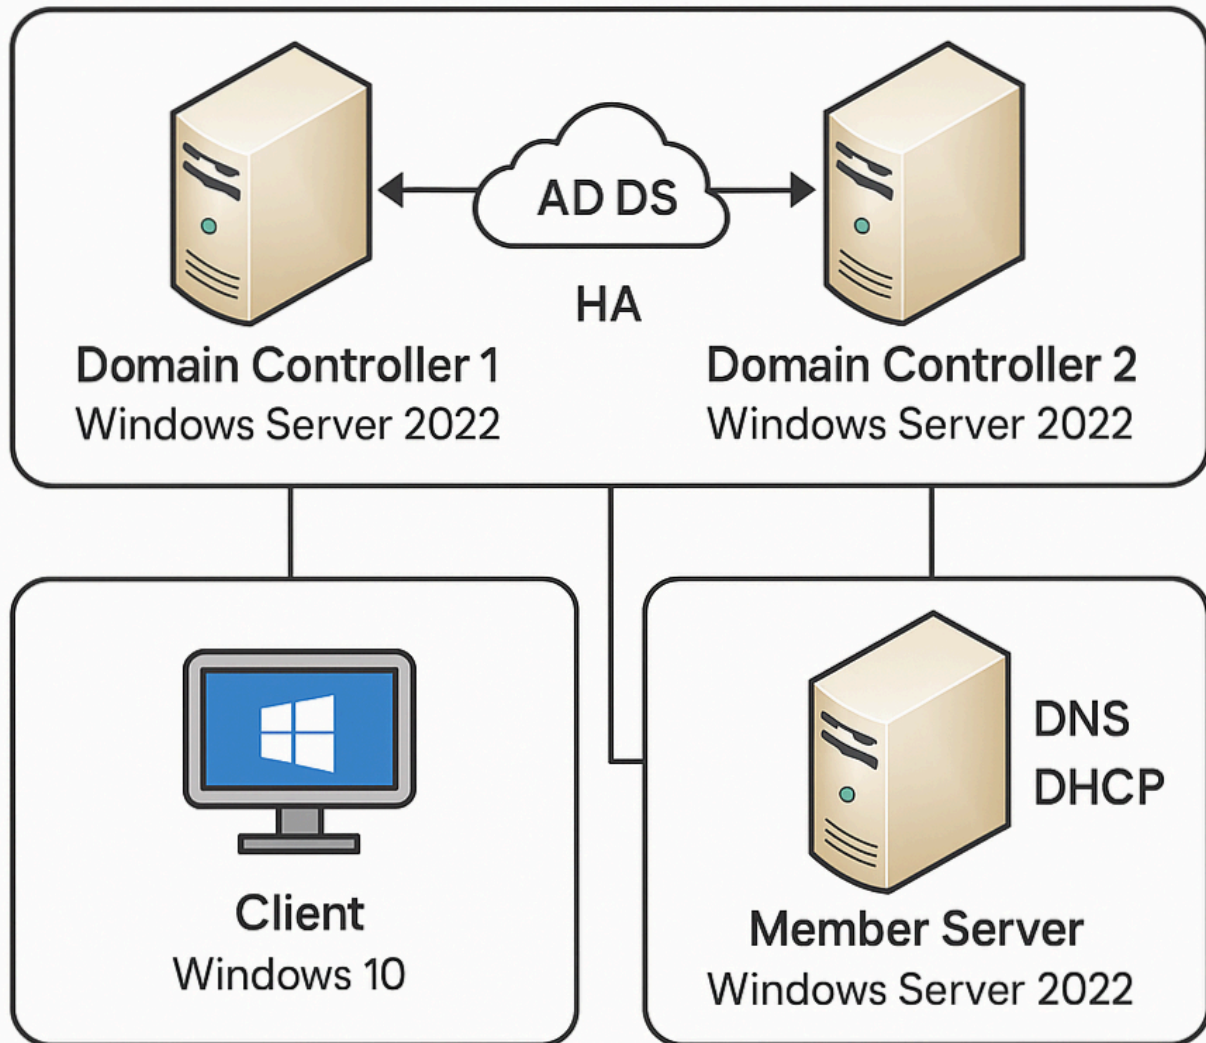 AD DS
HA
Domain Controller 1
Windows Server 2022
Domain Controller 2
Windows Server 2022
Client
Windows 10
DNS
DHCP
Member Server
Windows Server 2022